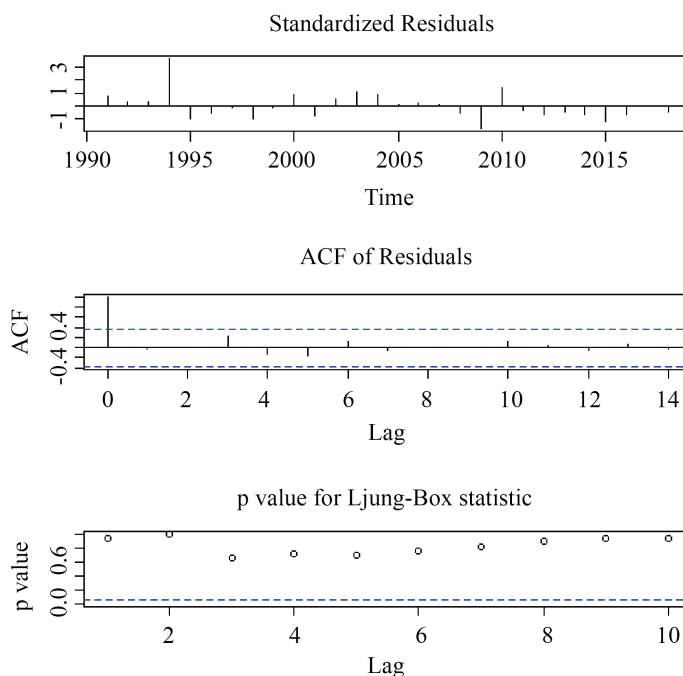 Standardized Residuals
3
1
-1
1990 1995 2000 2005 2010 2015
Time
ACF of Residuals
ACF
0.4
-0.4
0 2 4 6 8 10 12 14
Lag
p value for Ljung-Box statistic
p value
0.6
0.0
2 4 6 8 10
Lag